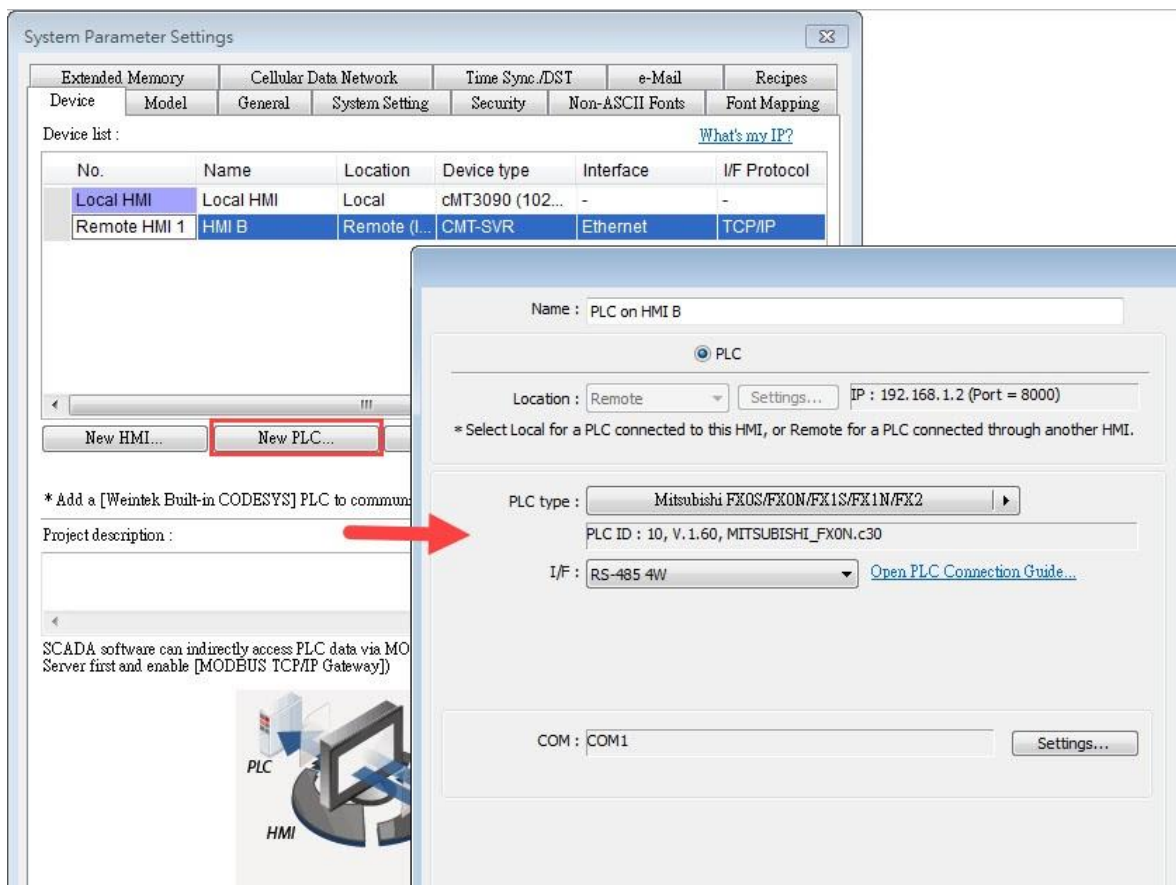 System Parameter Settings
Extended Memory Cellular Data Network Time Sync./DST e-Mail Recipes
Device Model General System Setting Security Non-ASCII Fonts Font Mapping
Device list :
What's my IP?
No. Name Location Device type Interface I/F Protocol
Local HMI Local HMI Local cMT3090 (102... - -
Remote HMI 1 HMI B Remote (I... CMT-SVR Ethernet TCP/IP
New HMI... New PLC...
* Add a [Weintek Built-in CODESYS] PLC to commun
Project description :
SCADA software can indirectly access PLC data via MO
Server first and enable [MODBUS TCP/IP Gateway])
PLC
HMI
Name : PLC on HMI B
PLC
Location : Remote Settings... IP : 192.168.1.2 (Port = 8000)
* Select Local for a PLC connected to this HMI, or Remote for a PLC connected through another HMI.
PLC type : Mitsubishi FX0S/FX0N/FX1S/FX1N/FX2
PLC ID : 10, V.1.60, MITSUBISHI_FX0N.c30
I/F : RS-485 4W Open PLC Connection Guide...
COM : COM1 Settings...